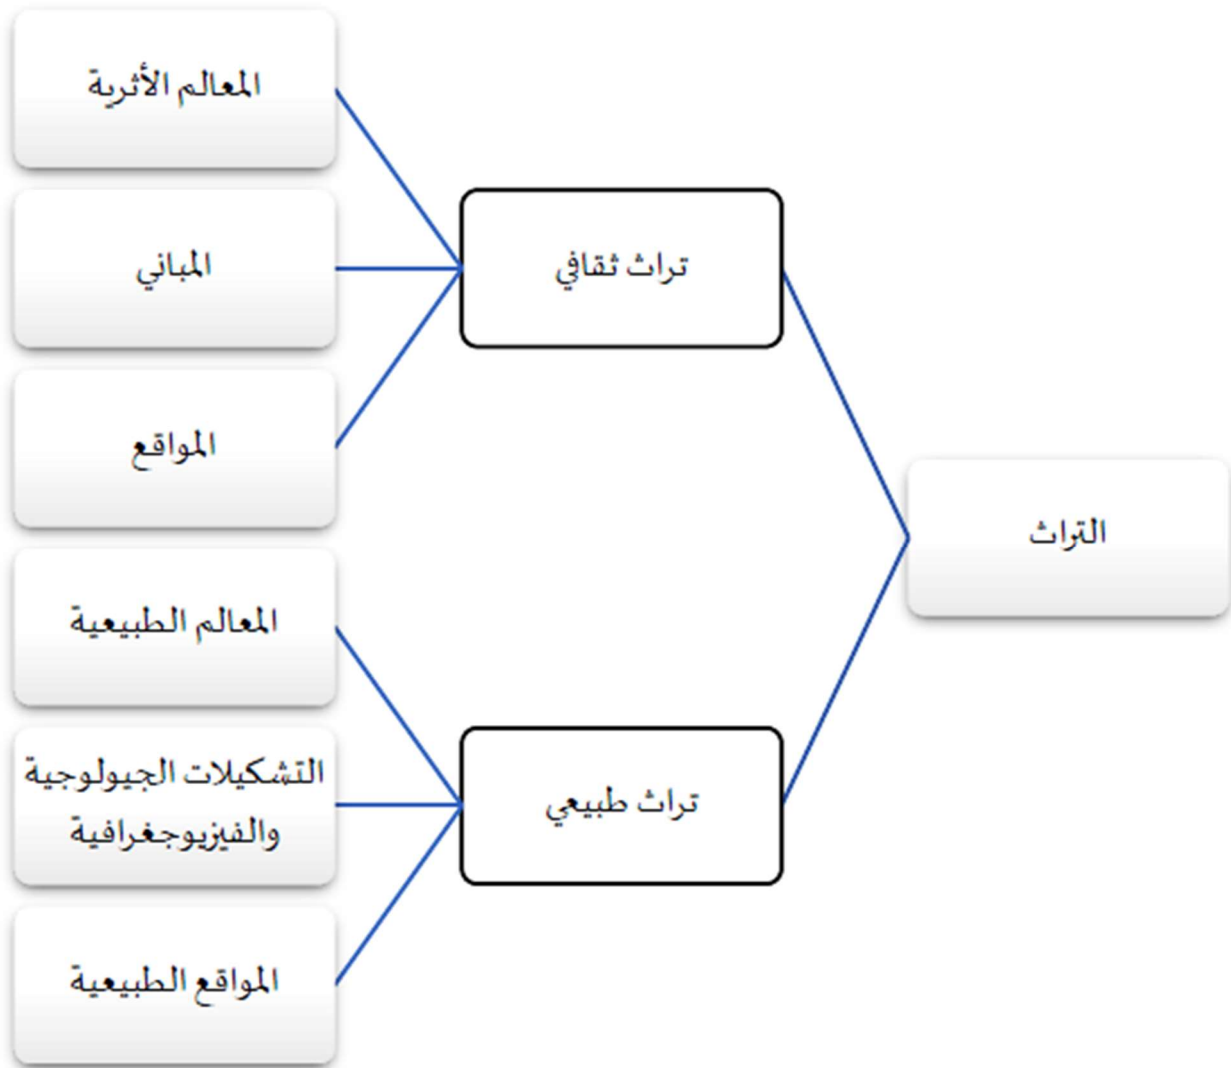 التراث
تراث ثقافي
المعالم الأثرية
المباني
المواقع
تراث طبيعي
المعالم الطبيعية
التشكيلات الجيولوجية
والفيزيوجغرافية
المواقع الطبيعية